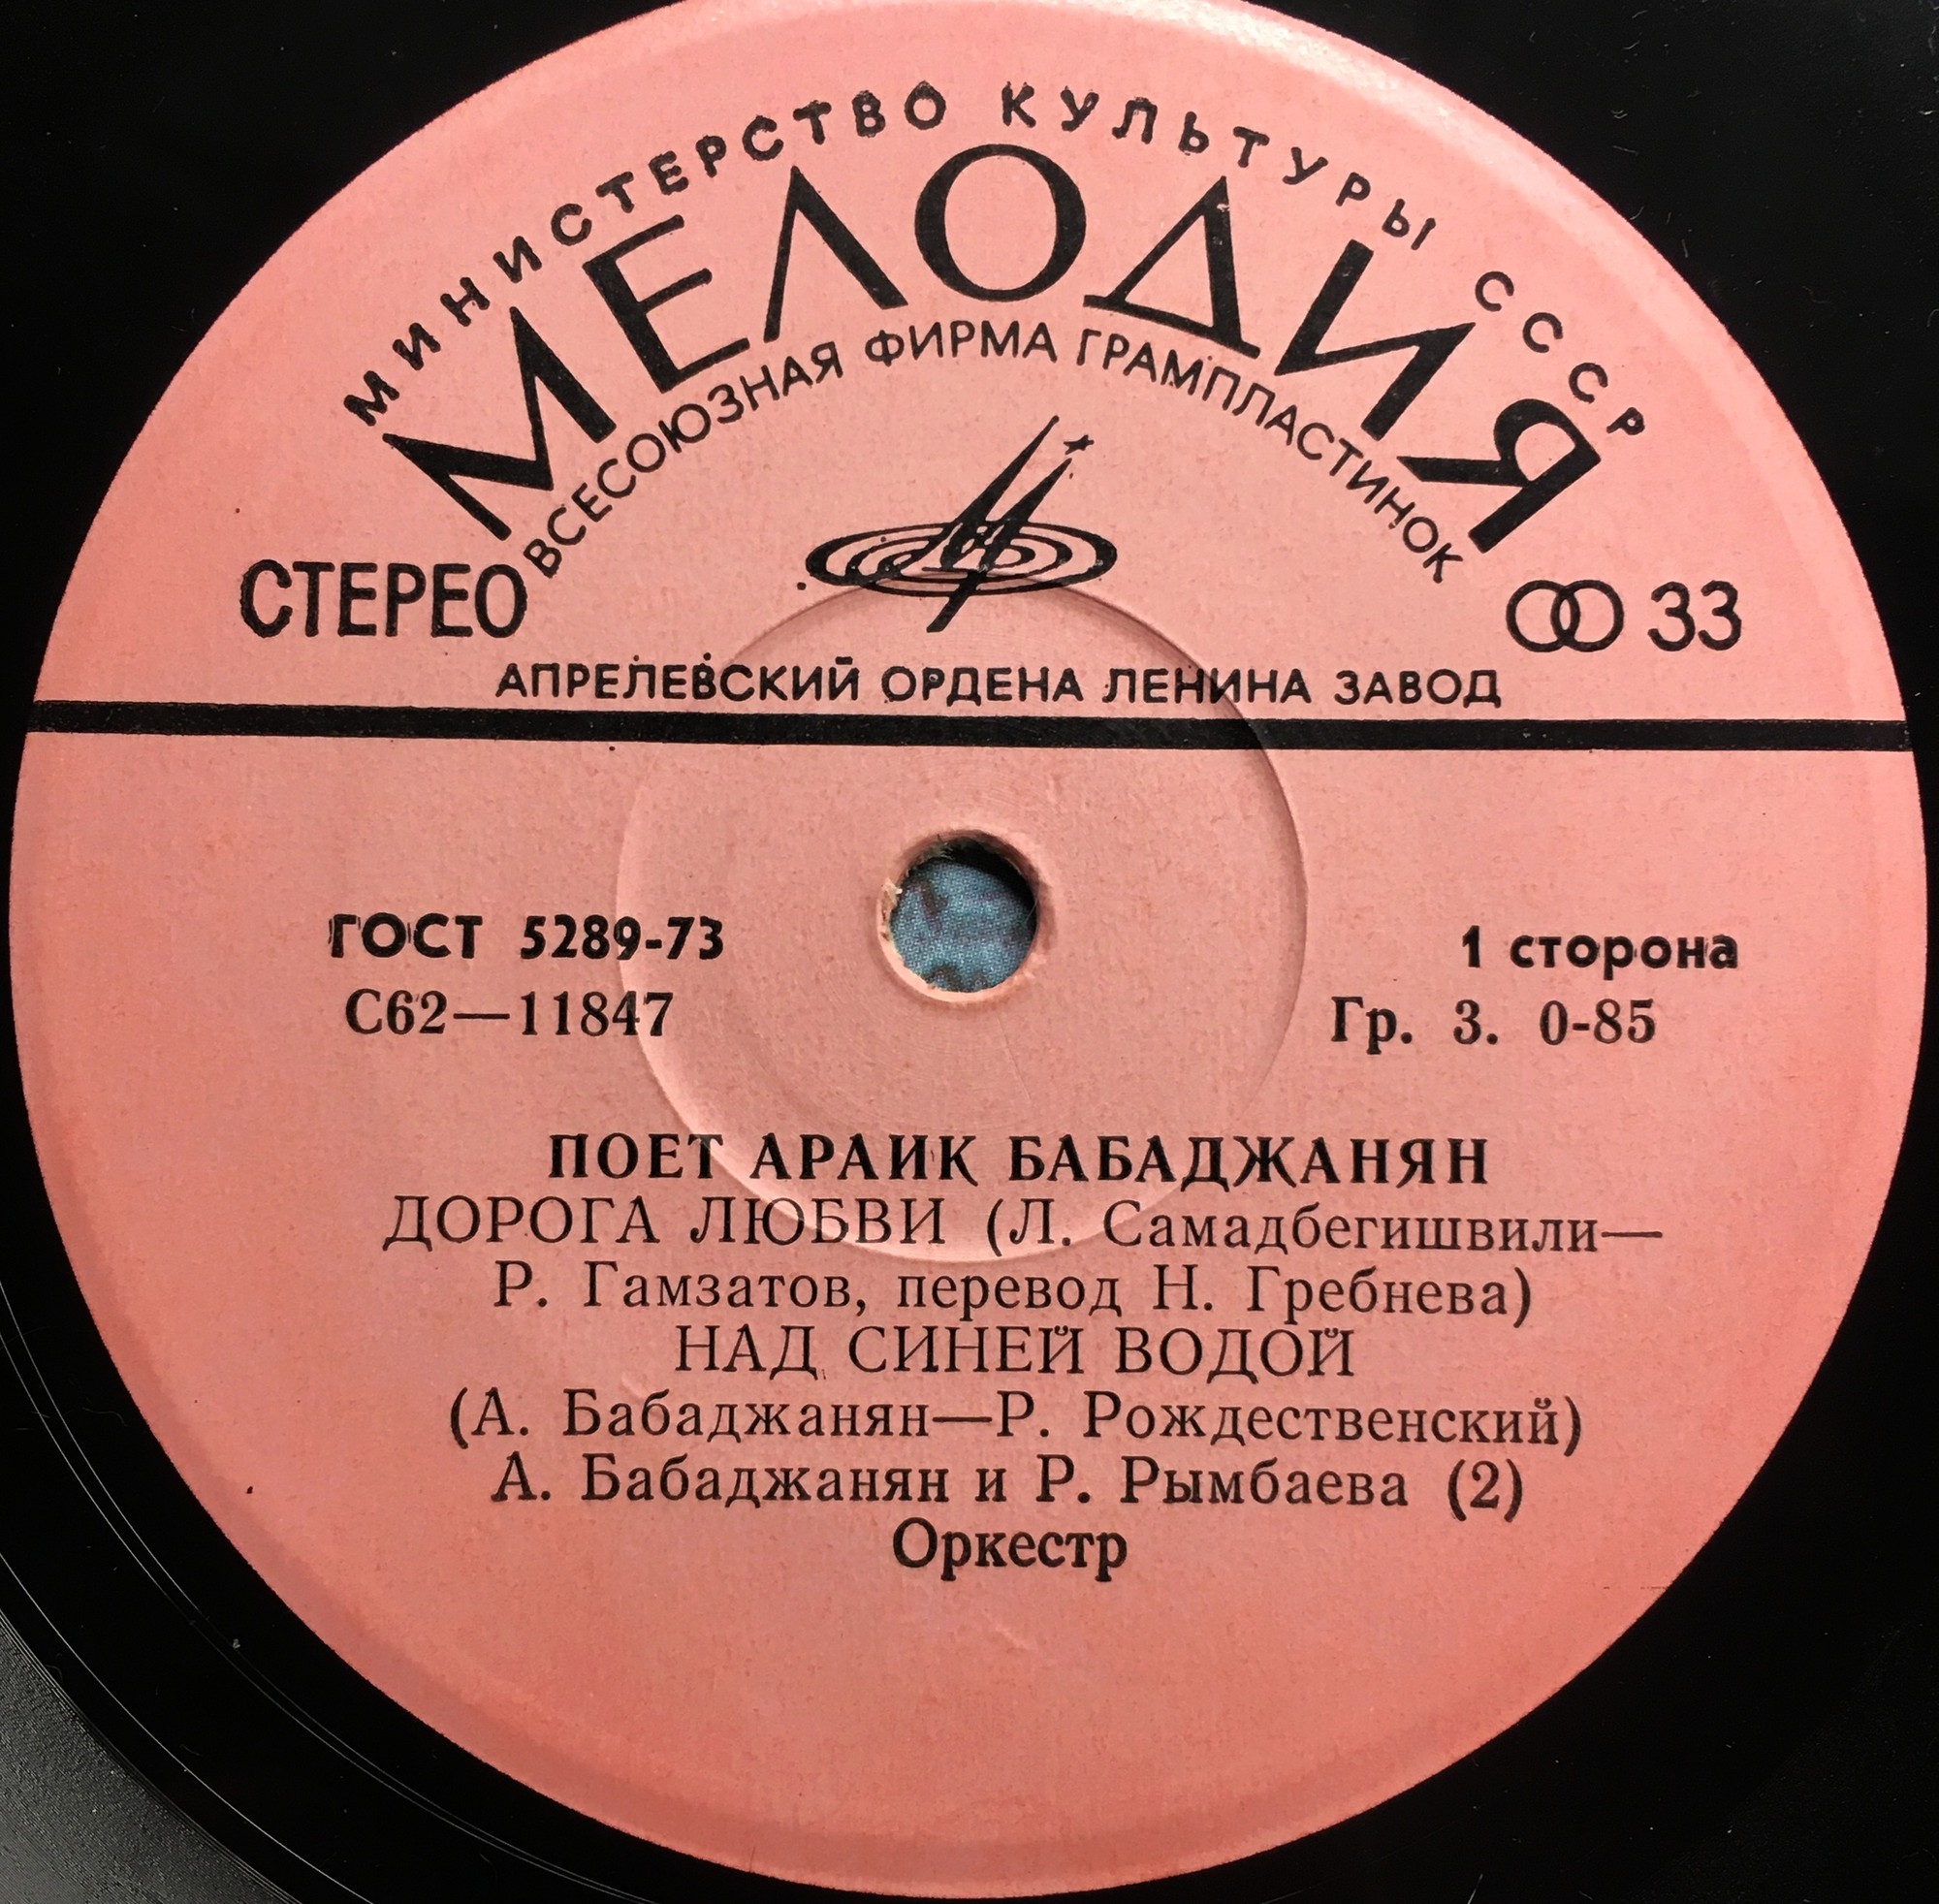 МИНИСТЕРСТВО КУЛЬТУРЫ СССР
МЕЛОДИЯ
ВСЕСОЮЗНАЯ ФИРМА ГРАМПЛАСТИНОК
СТЕРЕО
33
АПРЕЛЕВСКИЙ ОРДЕНА ЛЕНИНА ЗАВОД
ГОСТ 5289-73
1 сторона
С62—11847
Гр. 3. 0-85
ПОЕТ АРАИК БАБАДЖАНЯН
ДОРОГА ЛЮБВИ (Л. Самадбегишвили—
Р. Гамзатов, перевод Н. Гребнева)
НАД СИНЕЙ ВОДОЙ
(А. Бабаджанян—Р. Рождественский)
А. Бабаджанян и Р. Рымбаева (2)
Оркестр